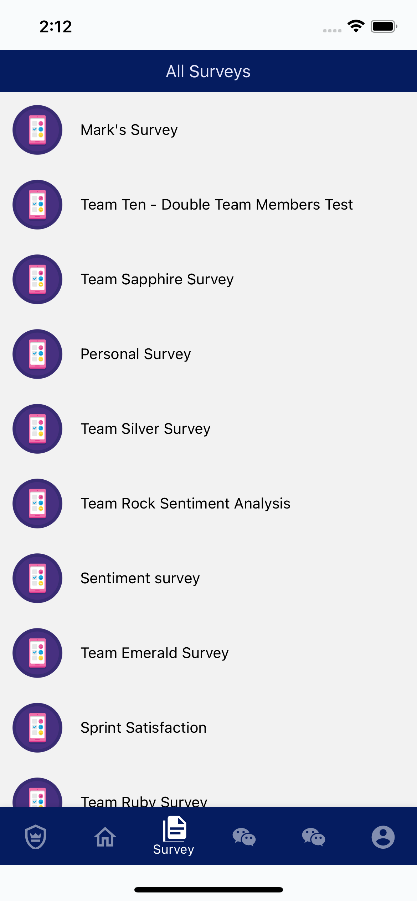 2:12
All Surveys
Mark's Survey
Team Ten - Double Team Members Test
Team Sapphire Survey
Personal Survey
Team Silver Survey
Team Rock Sentiment Analysis
Sentiment survey
Team Emerald Survey
Sprint Satisfaction
Team Ruby Survey
Survey